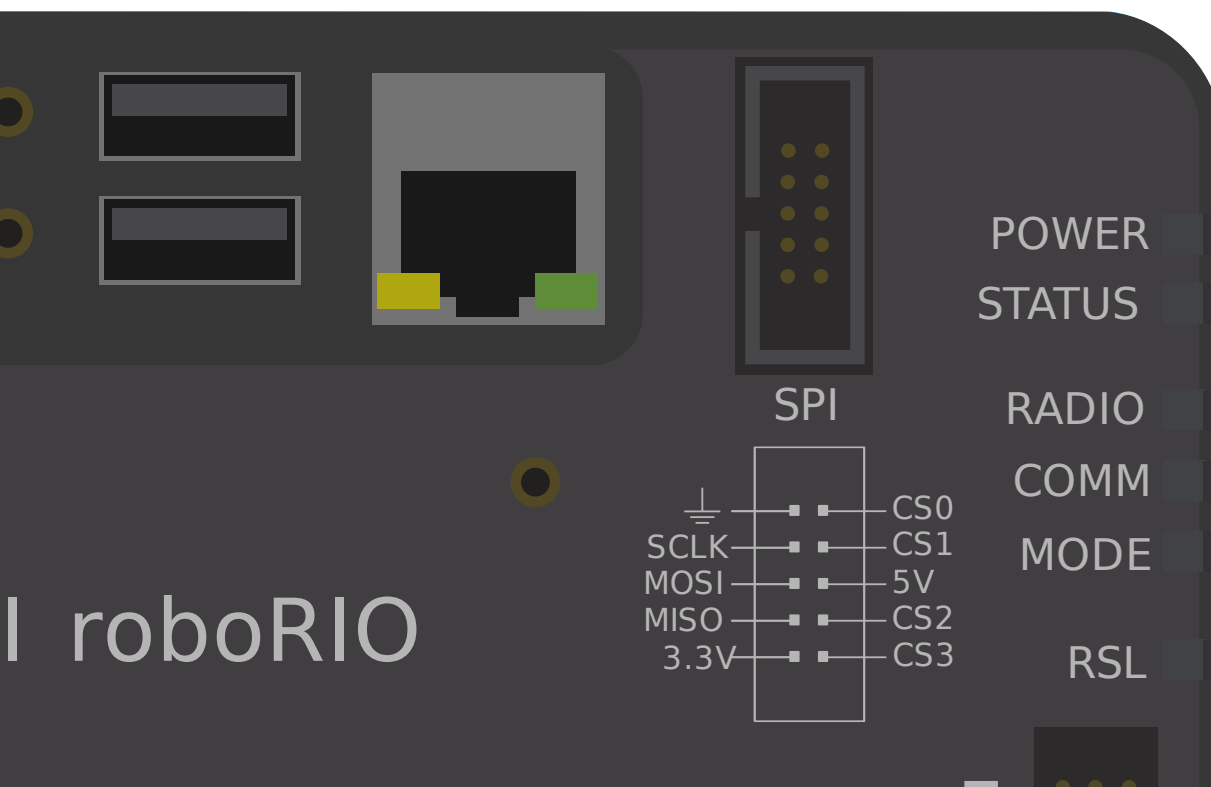 POWER
STATUS
SPI
RADIO
COMM
MODE
CS0
SCLK CS1
MOSI 5V
MISO CS2
3.3V CS3
I roboRIO
RSL